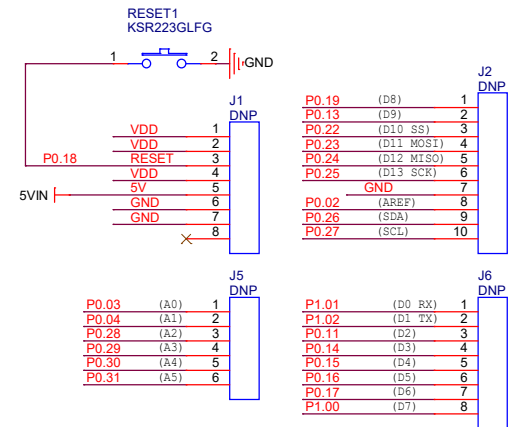 RESET1
KSR223GLFG
1 2 GND
J1
DNP
VDD 1
VDD 2
P0.18 RESET 3
VDD 4
5VIN 5V 5
GND 6
GND 7
8
J2
DNP
P0.19 (D8) 1
P0.13 (D9) 2
P0.22 (D10 SS) 3
P0.23 (D11 MOSI) 4
P0.24 (D12 MISO) 5
P0.25 (D13 SCK) 6
GND 7
P0.02 (AREF) 8
P0.26 (SDA) 9
P0.27 (SCL) 10
J5
DNP
P0.03 (A0) 1
P0.04 (A1) 2
P0.28 (A2) 3
P0.29 (A3) 4
P0.30 (A4) 5
P0.31 (A5) 6
J6
DNP
P1.01 (D0 RX) 1
P1.02 (D1 TX) 2
P0.11 (D2) 3
P0.14 (D3) 4
P0.15 (D4) 5
P0.16 (D5) 6
P0.17 (D6) 7
P1.00 (D7) 8